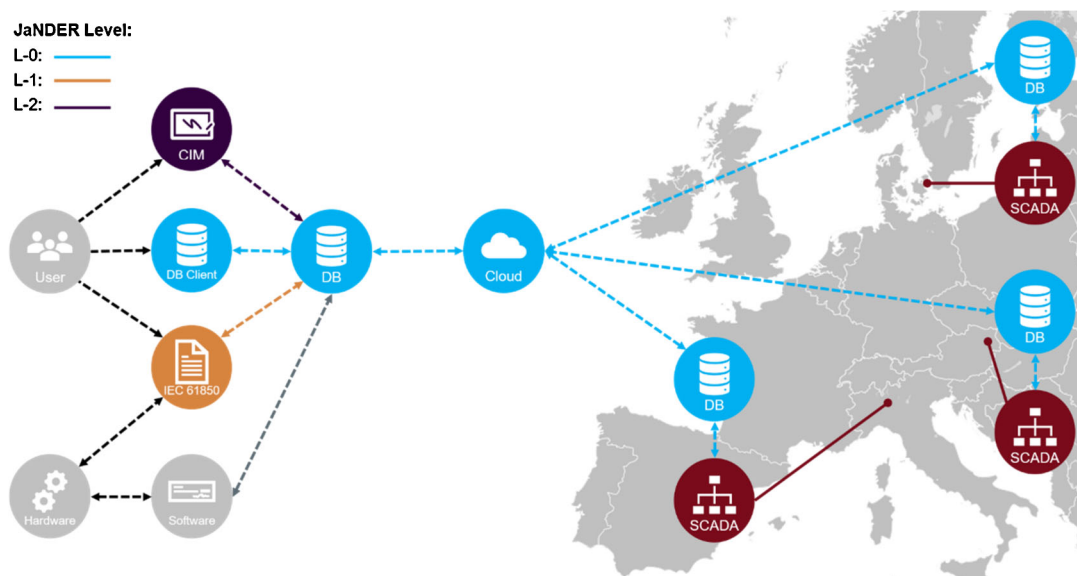 JaNDER Level:
L-0:
L-1:
L-2:
CIM
User
DB Client
DB
Cloud
IEC 61850
Hardware
Software
DB
SCADA
DB
SCADA
DB
SCADA